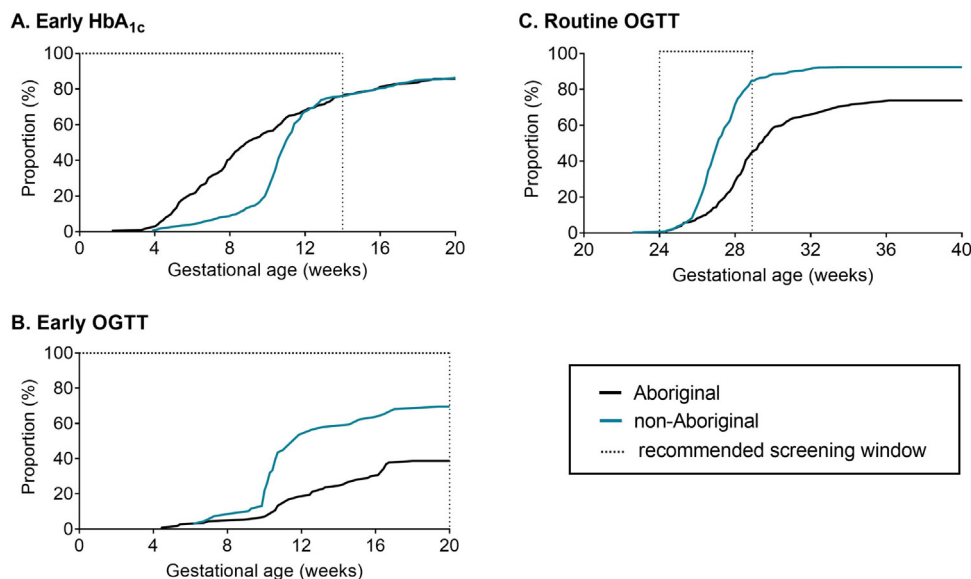 A. Early HbA1c
100
80
60
40
20
0
Proportion (%)
0 4 8 12 16 20
Gestational age (weeks)
B. Early OGTT
100
80
60
40
20
0
Proportion (%)
0 4 8 12 16 20
Gestational age (weeks)
C. Routine OGTT
100
80
60
40
20
0
Proportion (%)
20 24 28 32 36 40
Gestational age (weeks)
Aboriginal
non-Aboriginal
recommended screening window